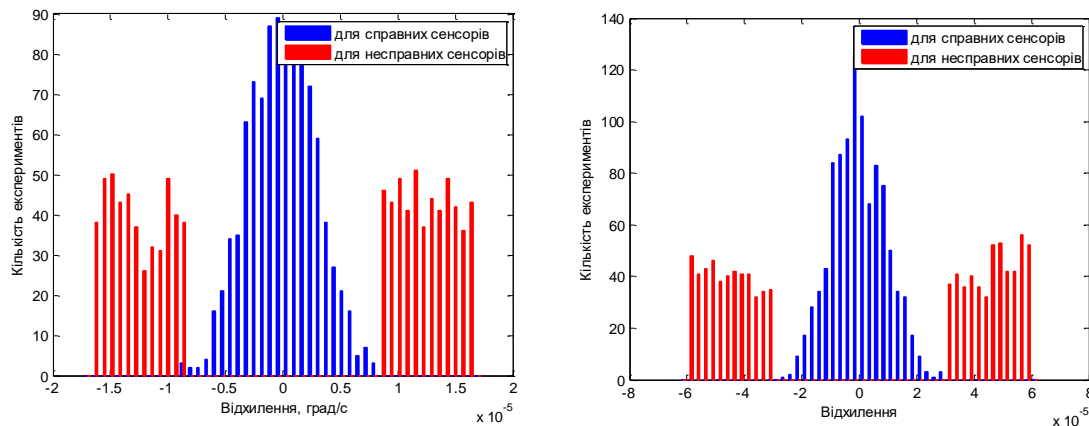 90
80
70
60
50
40
30
20
10
0
Кількість експериментів
для справних сенсорів
для несправних сенсорів
-2 -1.5 -1 -0.5 0 0.5 1 1.5 2
x 10⁻⁵
Відхилення, град/с
140
120
100
80
60
40
20
0
Кількість експериментів
для справних сенсорів
для несправних сенсорів
-8 -6 -4 -2 0 2 4 6 8
x 10⁻⁵
Відхилення